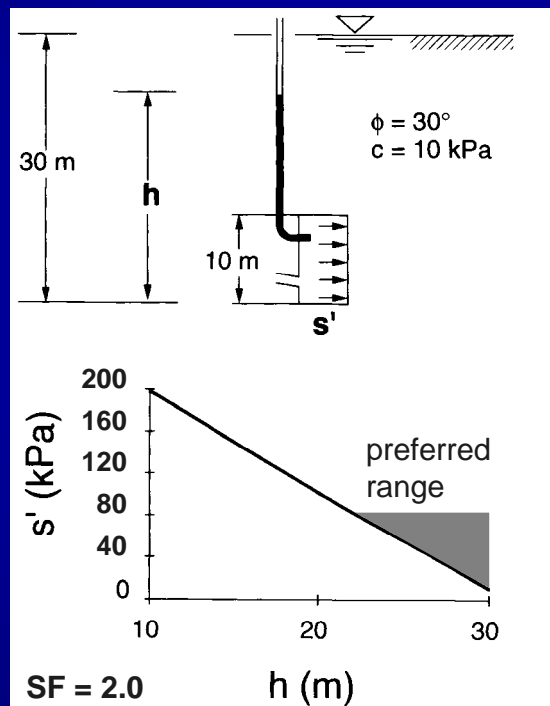 30 m
h
10 m
s'
ϕ = 30°
c = 10 kPa
s' (kPa)
200
160
120
80
40
0
preferred
range
10
20
30
h (m)
SF = 2.0